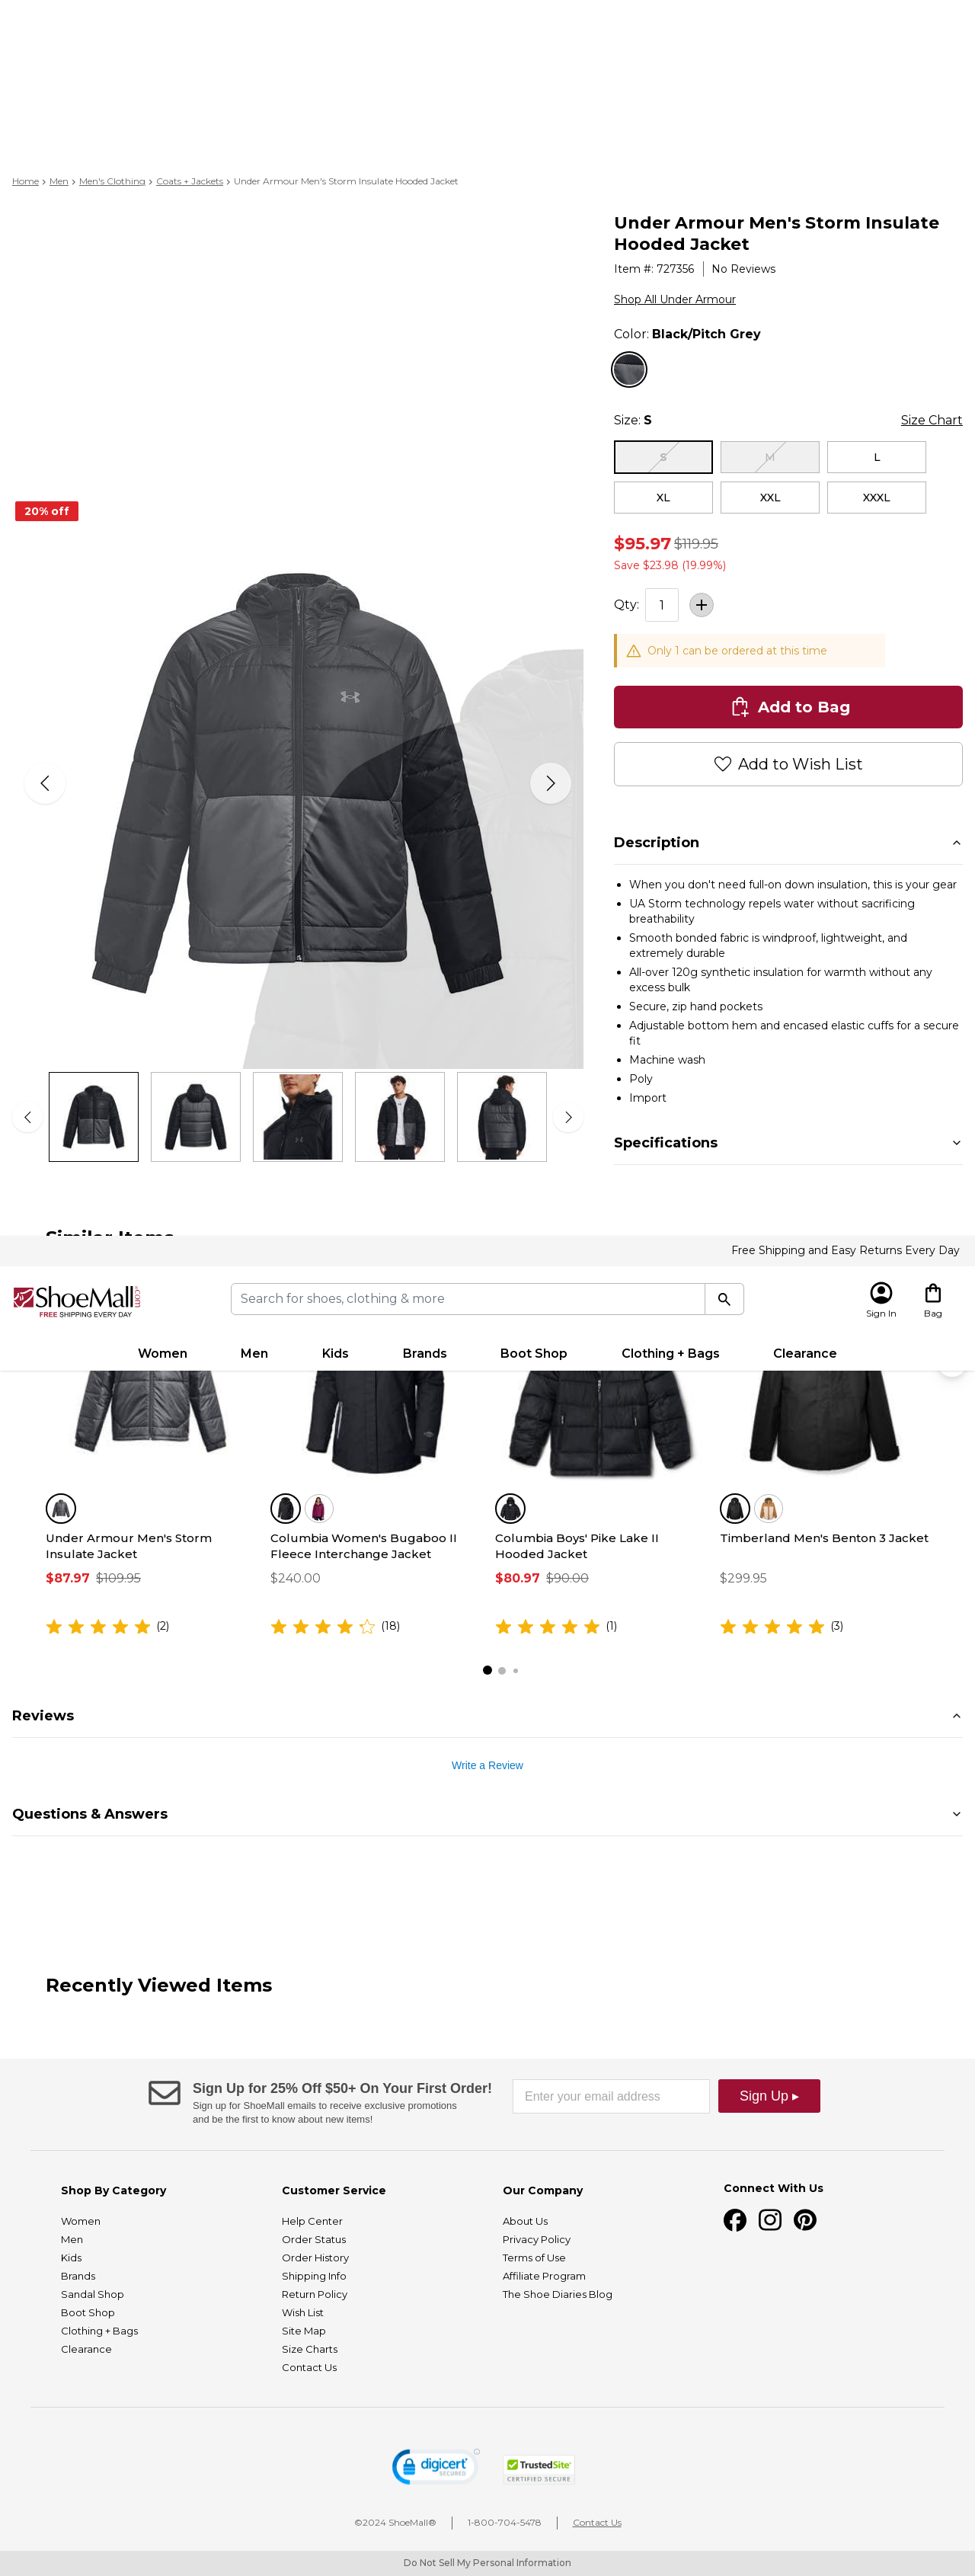 Home > Men > Men's Clothing > Coats + Jackets > Under Armour Men's Storm Insulate Hooded Jacket
Under Armour Men's Storm Insulate
Hooded Jacket
Item #: 727356 | No Reviews
Shop All Under Armour
Color: Black/Pitch Grey
Size: S
Size Chart
S
M
L
XL
XXL
XXXL
20% off
$95.97 $119.95
Save $23.98 (19.99%)
Qty: 1
Only 1 can be ordered at this time
Add to Bag
Add to Wish List
Description
When you don't need full-on down insulation, this is your gear
UA Storm technology repels water without sacrificing
breathability
Smooth bonded fabric is windproof, lightweight, and
extremely durable
All-over 120g synthetic insulation for warmth without any
excess bulk
Secure, zip hand pockets
Adjustable bottom hem and encased elastic cuffs for a secure
fit
Machine wash
Poly
Import
Specifications
Similar Items
Free Shipping and Easy Returns Every Day
ShoeMall.com
FREE SHIPPING EVERY DAY
Search for shoes, clothing & more
Sign In
Bag
Women
Men
Kids
Brands
Boot Shop
Clothing + Bags
Clearance
Under Armour Men's Storm
Insulate Jacket
$87.97 $109.95
(2)
Columbia Women's Bugaboo II
Fleece Interchange Jacket
$240.00
(18)
Columbia Boys' Pike Lake II
Hooded Jacket
$80.97 $90.00
(1)
Timberland Men's Benton 3 Jacket
$299.95
(3)
Reviews
Write a Review
Questions & Answers
Recently Viewed Items
Sign Up for 25% Off $50+ On Your First Order!
Sign up for ShoeMall emails to receive exclusive promotions
and be the first to know about new items!
Enter your email address
Sign Up ▸
Shop By Category
Women
Men
Kids
Brands
Sandal Shop
Boot Shop
Clothing + Bags
Clearance
Customer Service
Help Center
Order Status
Order History
Shipping Info
Return Policy
Wish List
Site Map
Size Charts
Contact Us
Our Company
About Us
Privacy Policy
Terms of Use
Affiliate Program
The Shoe Diaries Blog
Connect With Us
digicert
SECURED
TrustedSite
CERTIFIED SECURE
©2024 ShoeMall® | 1-800-704-5478 | Contact Us
Do Not Sell My Personal Information